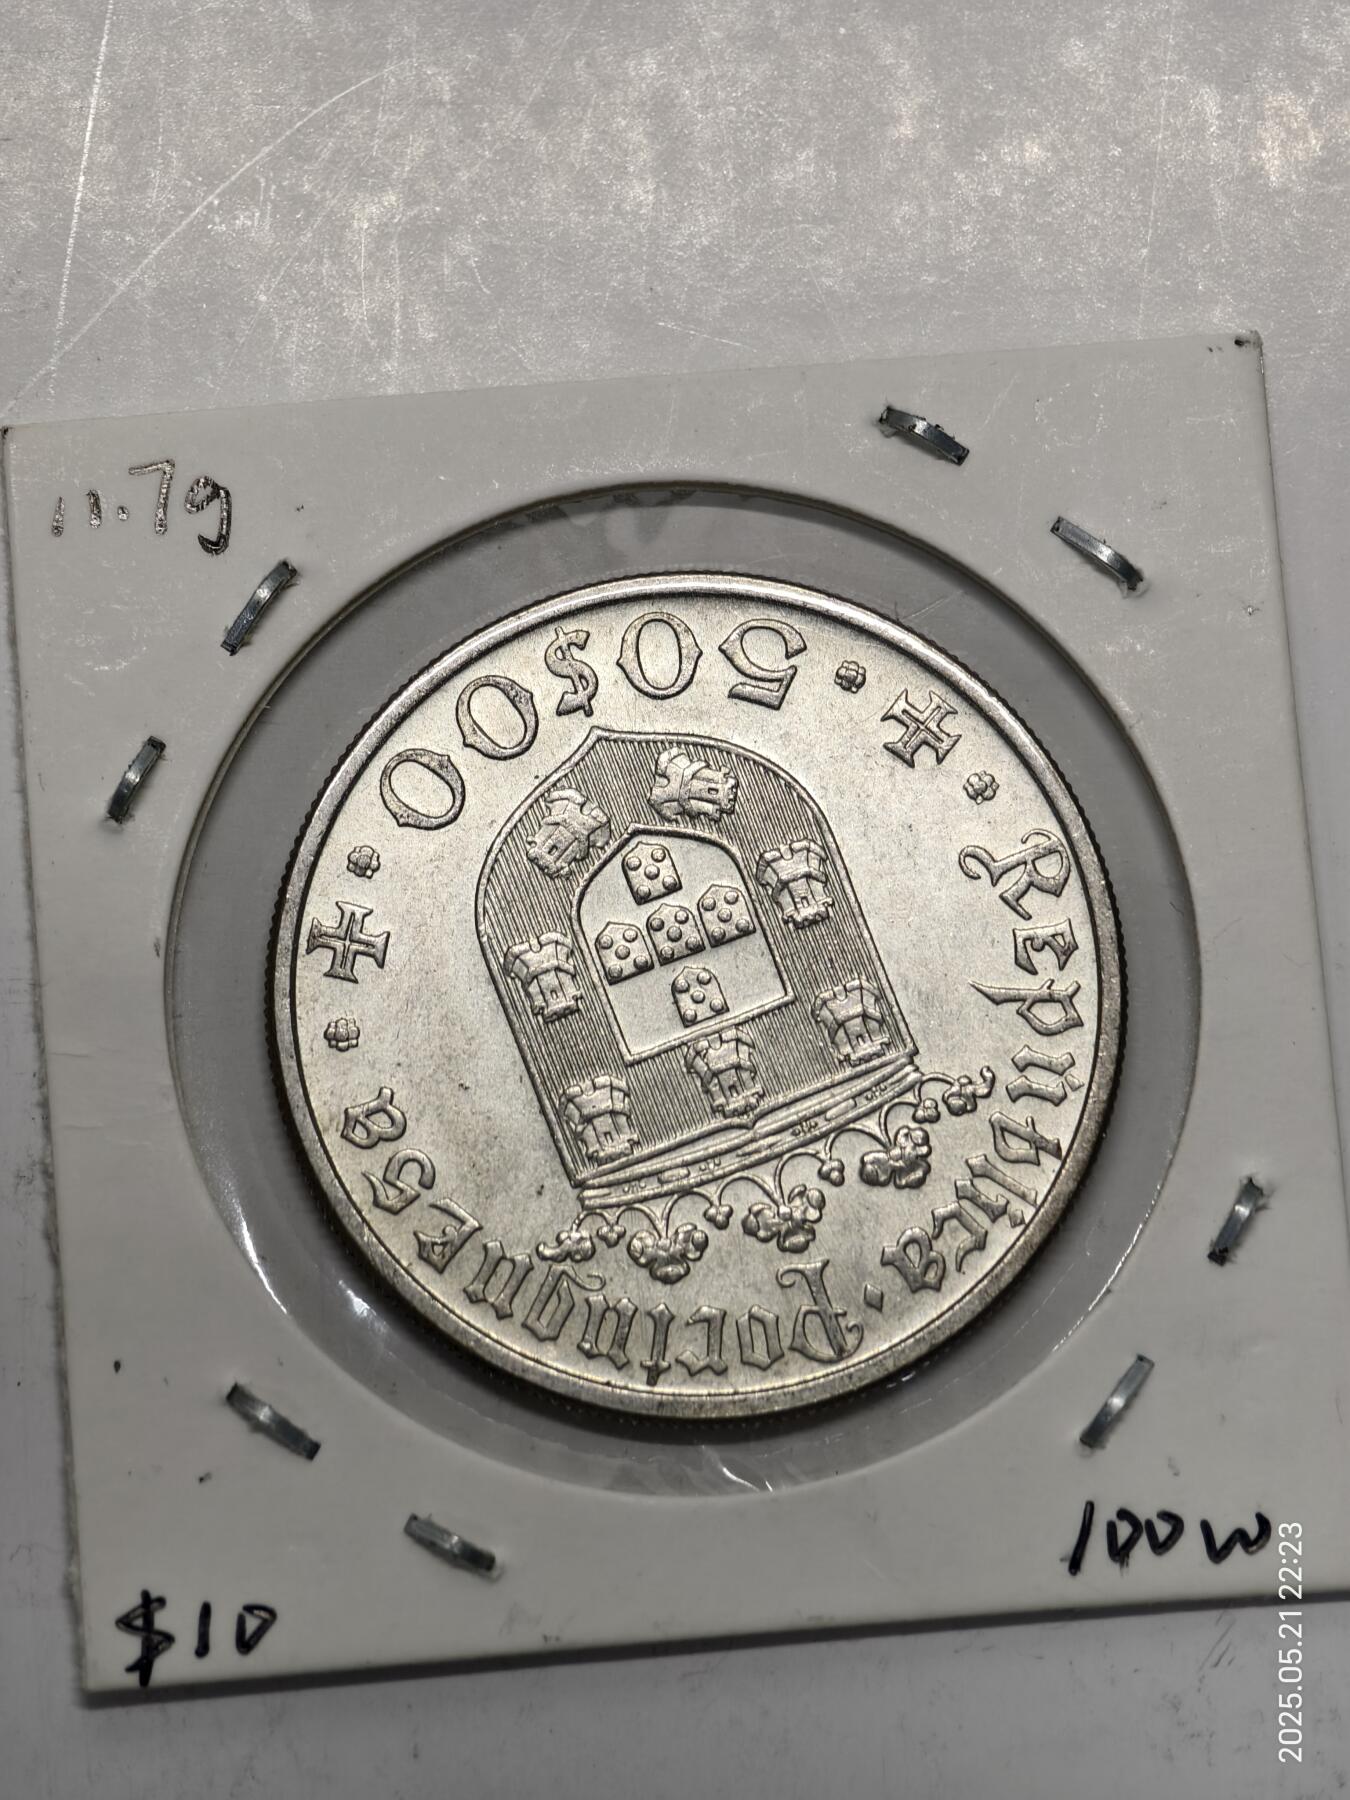 11.7g
República · Portuguesa
50$00
$10
100W
2025.05.21 22:23